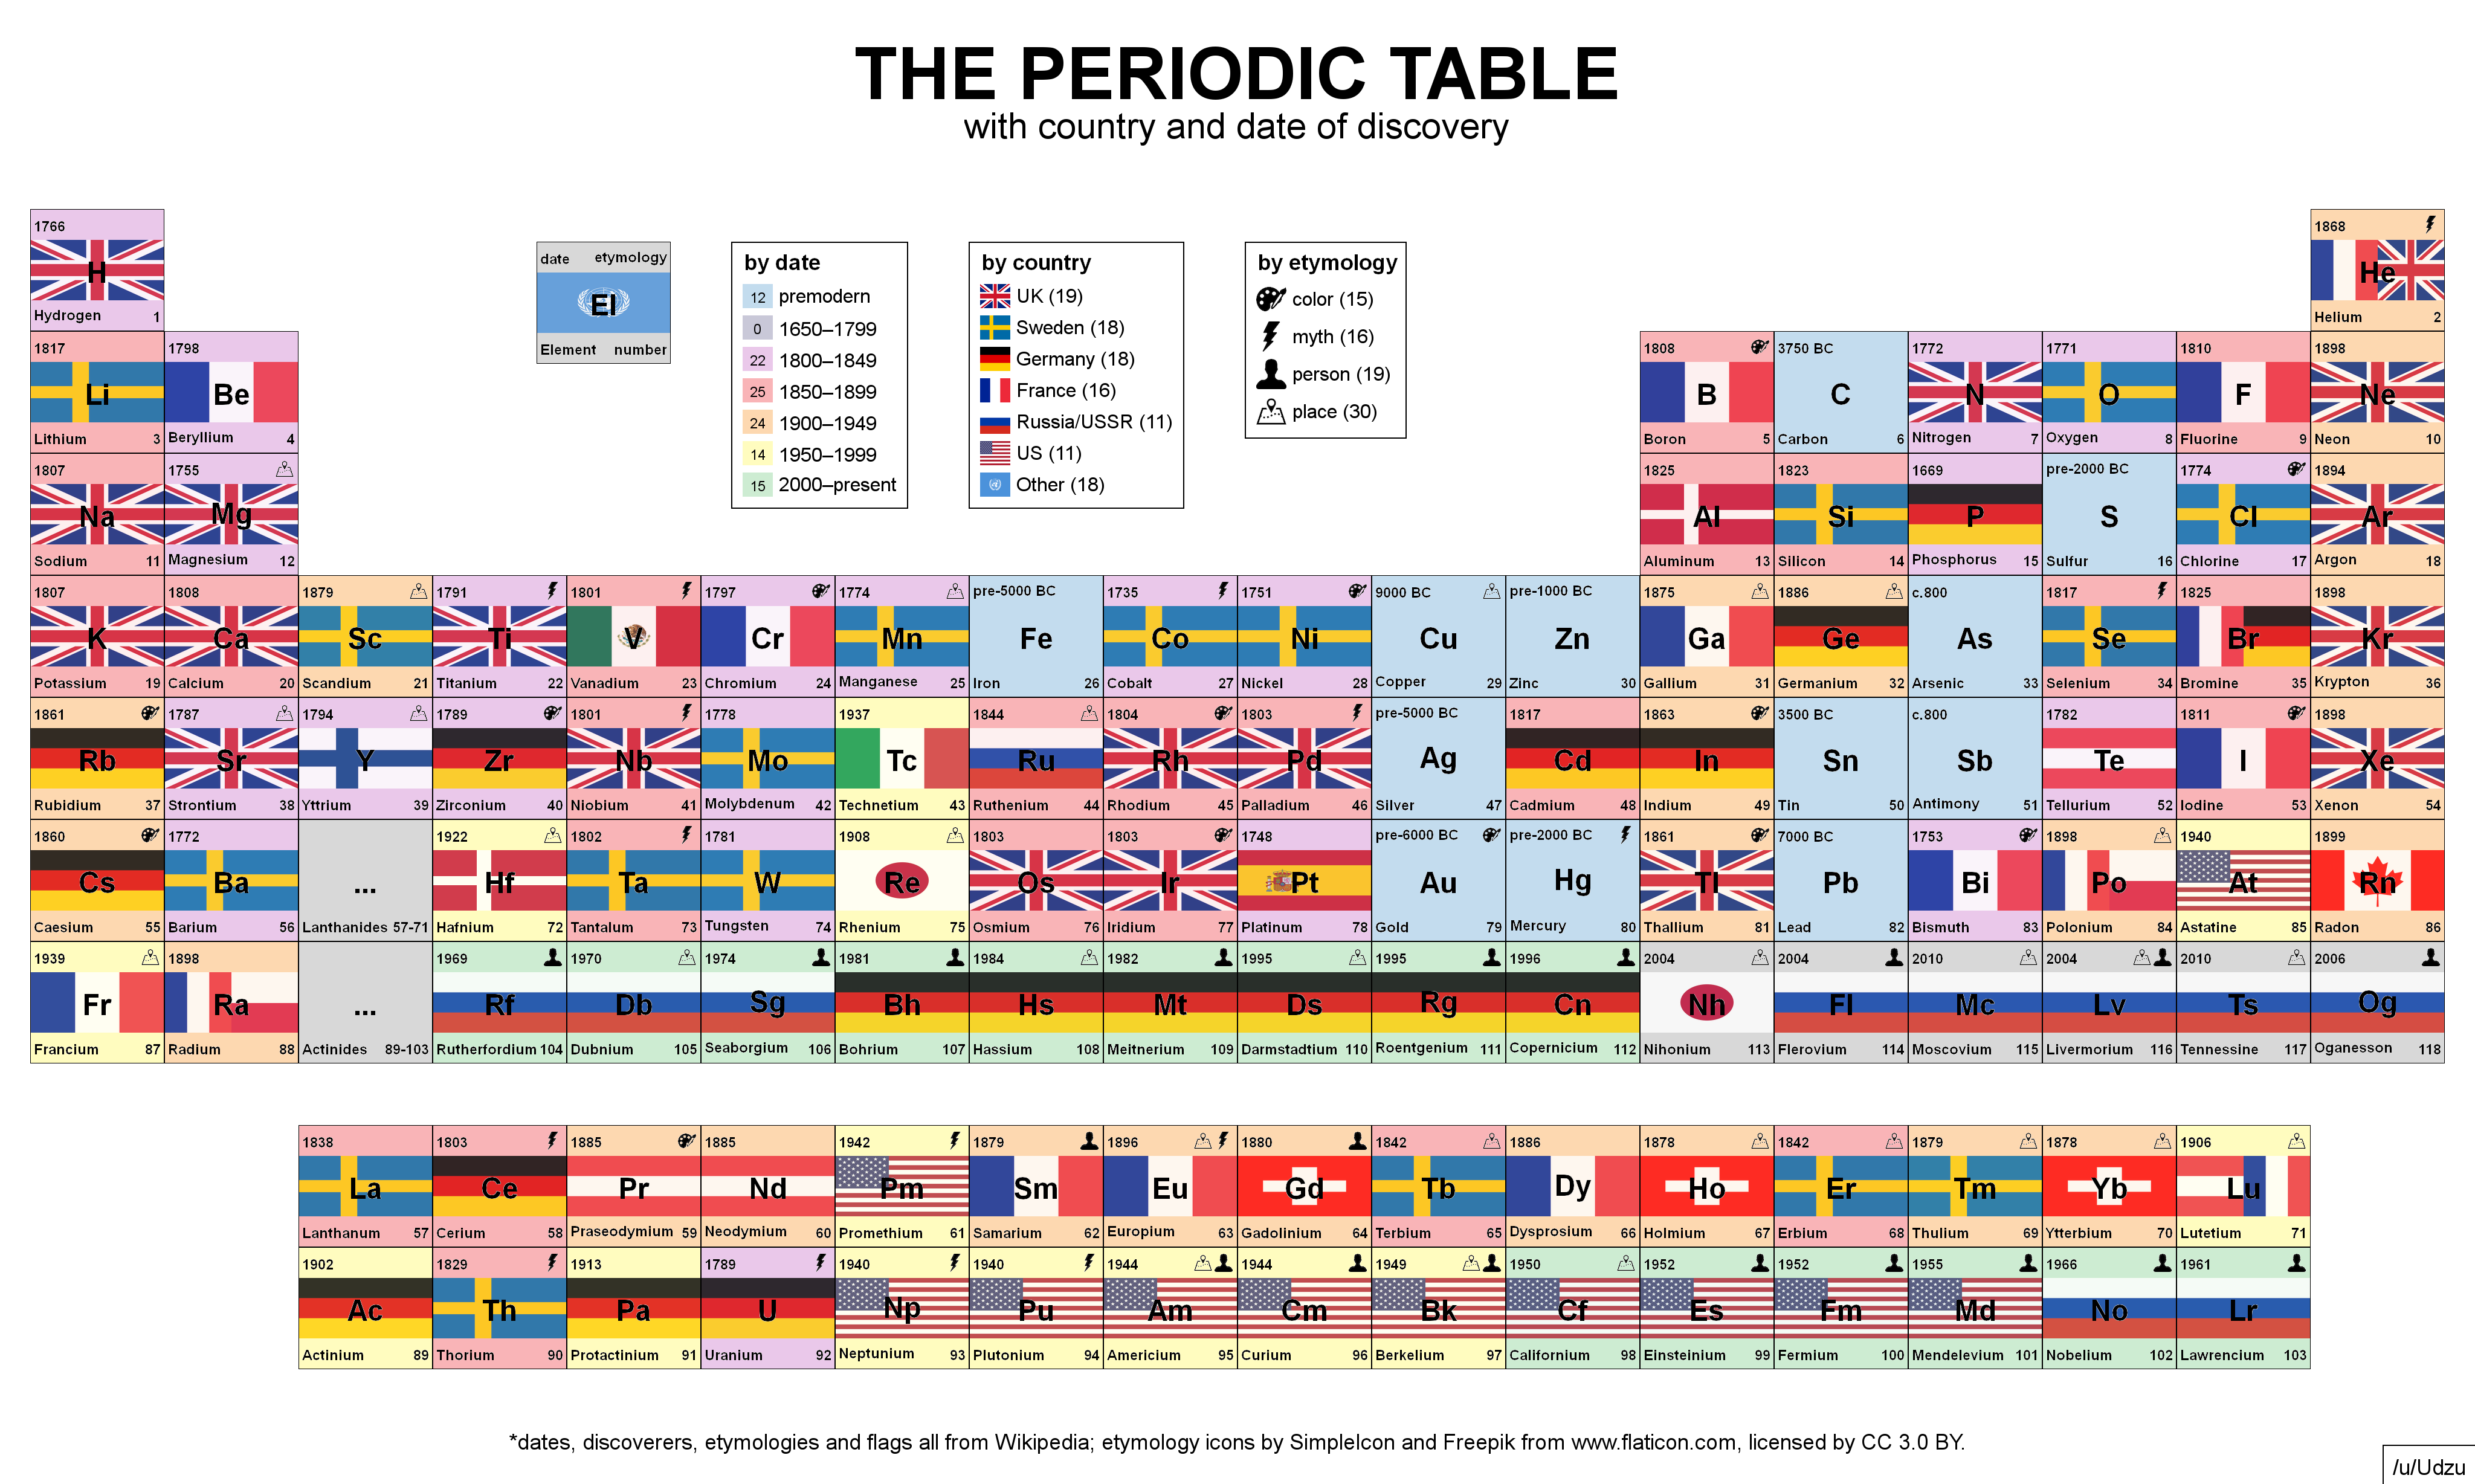 THE PERIODIC TABLE
with country and date of discovery
date etymology
El
Element number
by date
12 premodern
0 1650–1799
22 1800–1849
25 1850–1899
24 1900–1949
14 1950–1999
15 2000–present
by country
UK (19)
Sweden (18)
Germany (18)
France (16)
Russia/USSR (11)
US (11)
Other (18)
by etymology
color (15)
myth (16)
person (19)
place (30)
1766 1868
H He
Hydrogen 1 Helium 2
1817 1798 1808 3750 BC 1772 1771 1810 1898
Li Be B C N O F Ne
Lithium 3 Beryllium 4 Boron 5 Carbon 6 Nitrogen 7 Oxygen 8 Fluorine 9 Neon 10
1807 1755 1825 1823 1669 pre-2000 BC 1774 1894
Na Mg Al Si P S Cl Ar
Sodium 11 Magnesium 12 Aluminum 13 Silicon 14 Phosphorus 15 Sulfur 16 Chlorine 17 Argon 18
1807 1808 1879 1791 1801 1797 1774 pre-5000 BC 1735 1751 9000 BC pre-1000 BC 1875 1886 c.800 1817 1825 1898
K Ca Sc Ti V Cr Mn Fe Co Ni Cu Zn Ga Ge As Se Br Kr
Potassium 19 Calcium 20 Scandium 21 Titanium 22 Vanadium 23 Chromium 24 Manganese 25 Iron 26 Cobalt 27 Nickel 28 Copper 29 Zinc 30 Gallium 31 Germanium 32 Arsenic 33 Selenium 34 Bromine 35 Krypton 36
1861 1787 1794 1789 1801 1778 1937 1844 1804 1803 pre-5000 BC 1817 1863 3500 BC c.800 1782 1811 1898
Rb Sr Y Zr Nb Mo Tc Ru Rh Pd Ag Cd In Sn Sb Te I Xe
Rubidium 37 Strontium 38 Yttrium 39 Zirconium 40 Niobium 41 Molybdenum 42 Technetium 43 Ruthenium 44 Rhodium 45 Palladium 46 Silver 47 Cadmium 48 Indium 49 Tin 50 Antimony 51 Tellurium 52 Iodine 53 Xenon 54
1860 1772 1922 1802 1781 1908 1803 1803 1748 pre-6000 BC pre-2000 BC 1861 7000 BC 1753 1898 1940 1899
Cs Ba ... Hf Ta W Re Os Ir Pt Au Hg Tl Pb Bi Po At Rn
Caesium 55 Barium 56 Lanthanides 57-71 Hafnium 72 Tantalum 73 Tungsten 74 Rhenium 75 Osmium 76 Iridium 77 Platinum 78 Gold 79 Mercury 80 Thallium 81 Lead 82 Bismuth 83 Polonium 84 Astatine 85 Radon 86
1939 1898 1969 1970 1974 1981 1984 1982 1995 1995 1996 2004 2004 2010 2004 2010 2006
Fr Ra ... Rf Db Sg Bh Hs Mt Ds Rg Cn Nh Fl Mc Lv Ts Og
Francium 87 Radium 88 Actinides 89-103 Rutherfordium 104 Dubnium 105 Seaborgium 106 Bohrium 107 Hassium 108 Meitnerium 109 Darmstadtium 110 Roentgenium 111 Copernicium 112 Nihonium 113 Flerovium 114 Moscovium 115 Livermorium 116 Tennessine 117 Oganesson 118
1838 1803 1885 1885 1942 1879 1896 1880 1842 1886 1878 1842 1879 1878 1906
La Ce Pr Nd Pm Sm Eu Gd Tb Dy Ho Er Tm Yb Lu
Lanthanum 57 Cerium 58 Praseodymium 59 Neodymium 60 Promethium 61 Samarium 62 Europium 63 Gadolinium 64 Terbium 65 Dysprosium 66 Holmium 67 Erbium 68 Thulium 69 Ytterbium 70 Lutetium 71
1902 1829 1913 1789 1940 1940 1944 1944 1949 1950 1952 1952 1955 1966 1961
Ac Th Pa U Np Pu Am Cm Bk Cf Es Fm Md No Lr
Actinium 89 Thorium 90 Protactinium 91 Uranium 92 Neptunium 93 Plutonium 94 Americium 95 Curium 96 Berkelium 97 Californium 98 Einsteinium 99 Fermium 100 Mendelevium 101 Nobelium 102 Lawrencium 103
*dates, discoverers, etymologies and flags all from Wikipedia; etymology icons by SimpleIcon and Freepik from www.flaticon.com, licensed by CC 3.0 BY.
/u/Udzu